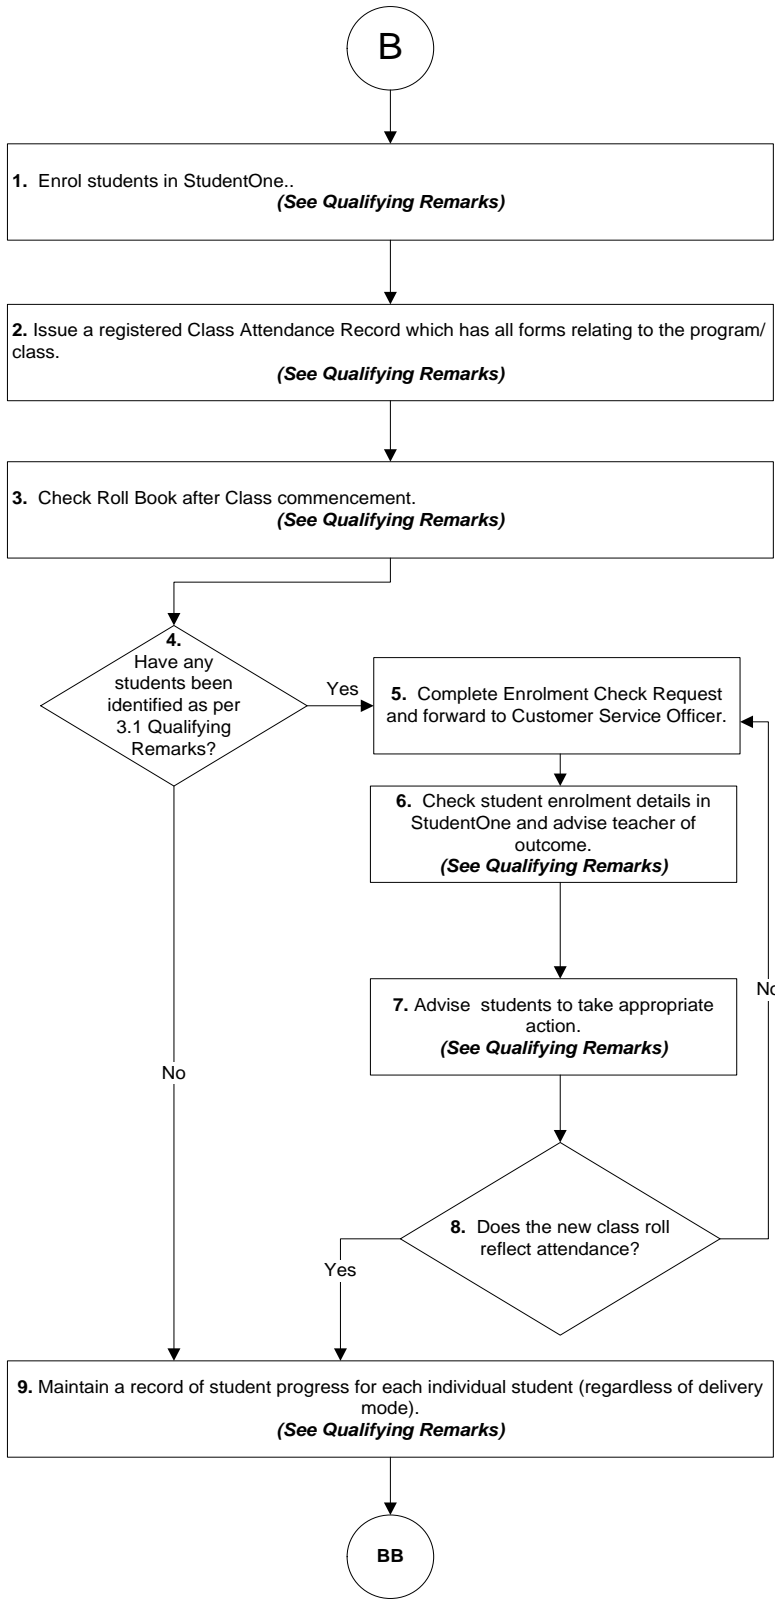 B
1. Enrol students in StudentOne..
(See Qualifying Remarks)
2. Issue a registered Class Attendance Record which has all forms relating to the program/
class.
(See Qualifying Remarks)
3. Check Roll Book after Class commencement.
(See Qualifying Remarks)
4.
Have any
students been
identified as per
3.1 Qualifying
Remarks?
Yes
5. Complete Enrolment Check Request
and forward to Customer Service Officer.
6. Check student enrolment details in
StudentOne and advise teacher of
outcome.
(See Qualifying Remarks)
7. Advise students to take appropriate
action.
(See Qualifying Remarks)
No
No
8. Does the new class roll
reflect attendance?
Yes
9. Maintain a record of student progress for each individual student (regardless of delivery
mode).
(See Qualifying Remarks)
BB